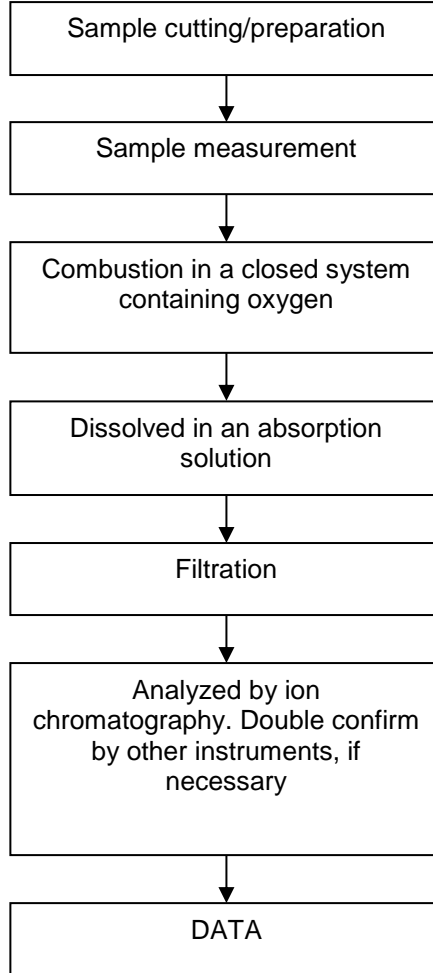 Sample cutting/preparation
Sample measurement
Combustion in a closed system
containing oxygen
Dissolved in an absorption
solution
Filtration
Analyzed by ion
chromatography. Double confirm
by other instruments, if
necessary
DATA